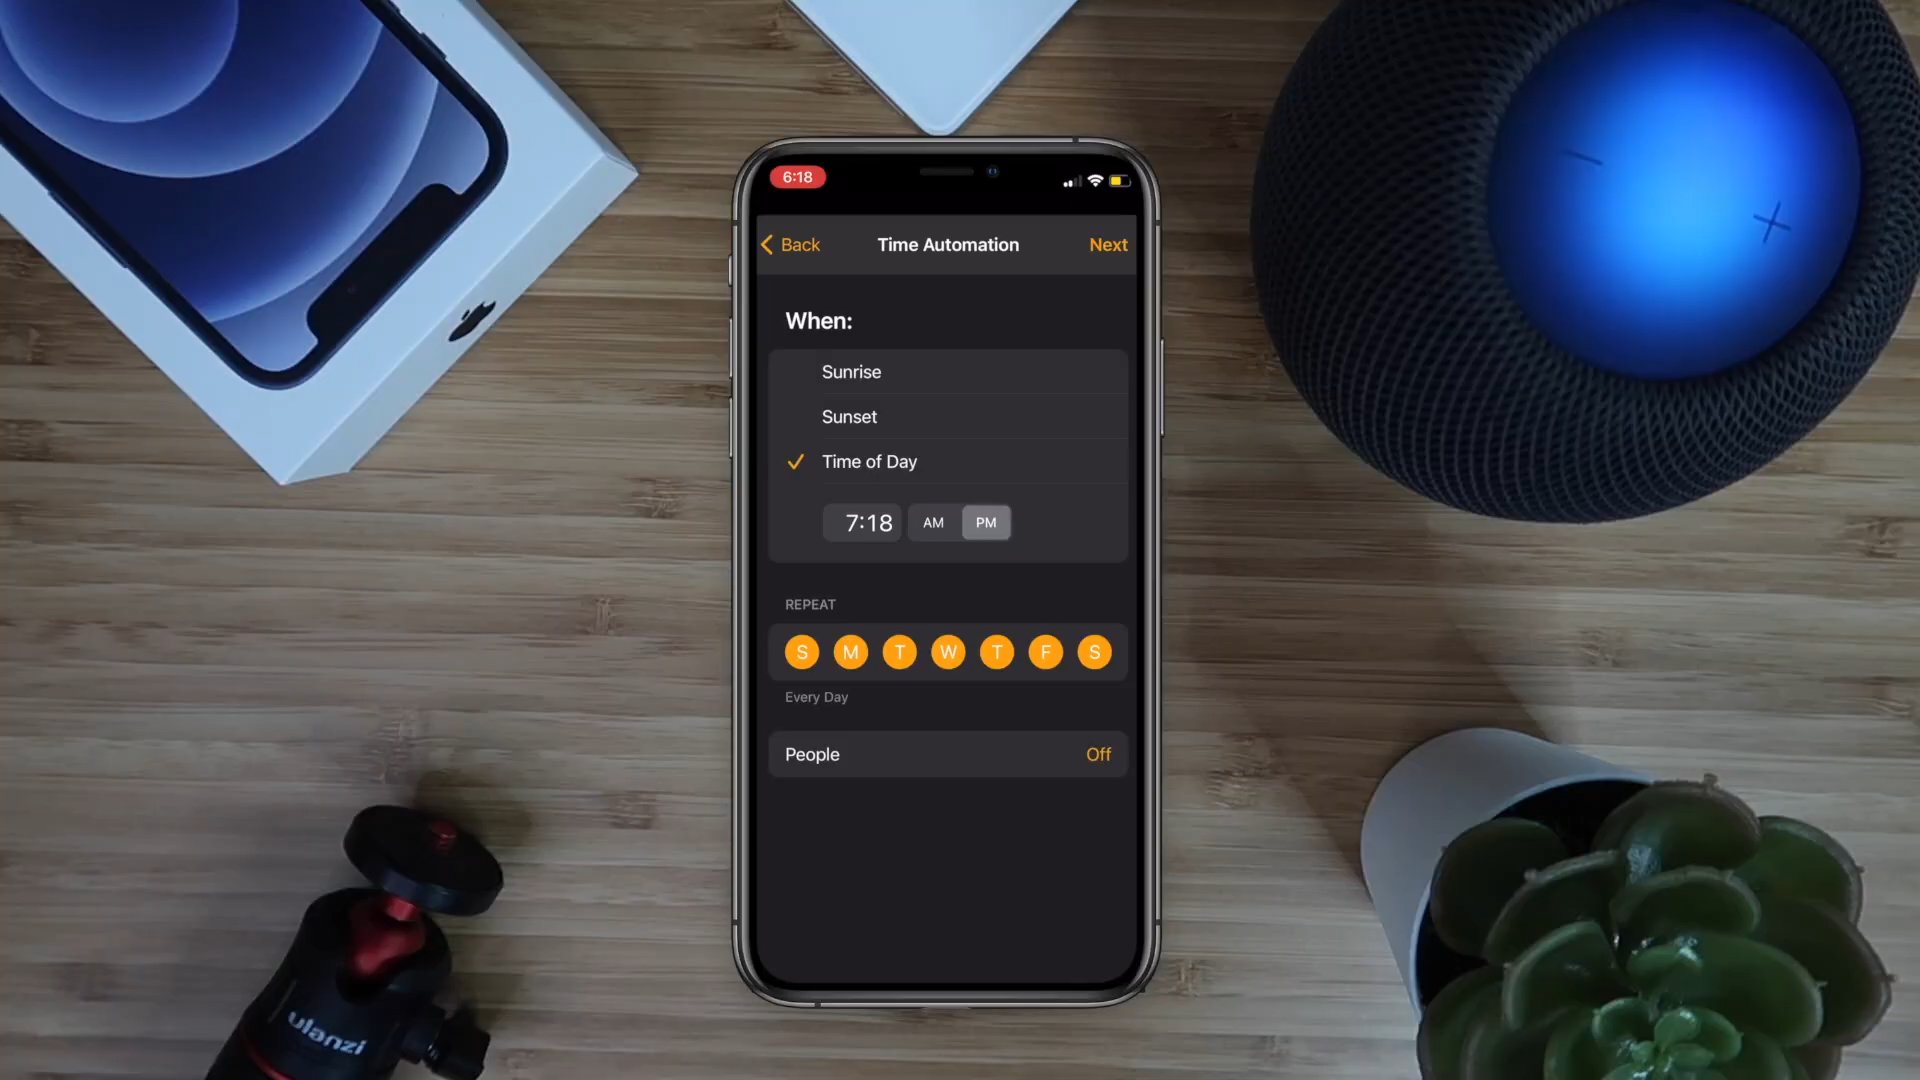 6:18
Back Time Automation Next
When:
Sunrise
Sunset
Time of Day
7:18 AM PM
REPEAT
S M T W T F S
Every Day
People Off
ulanzi